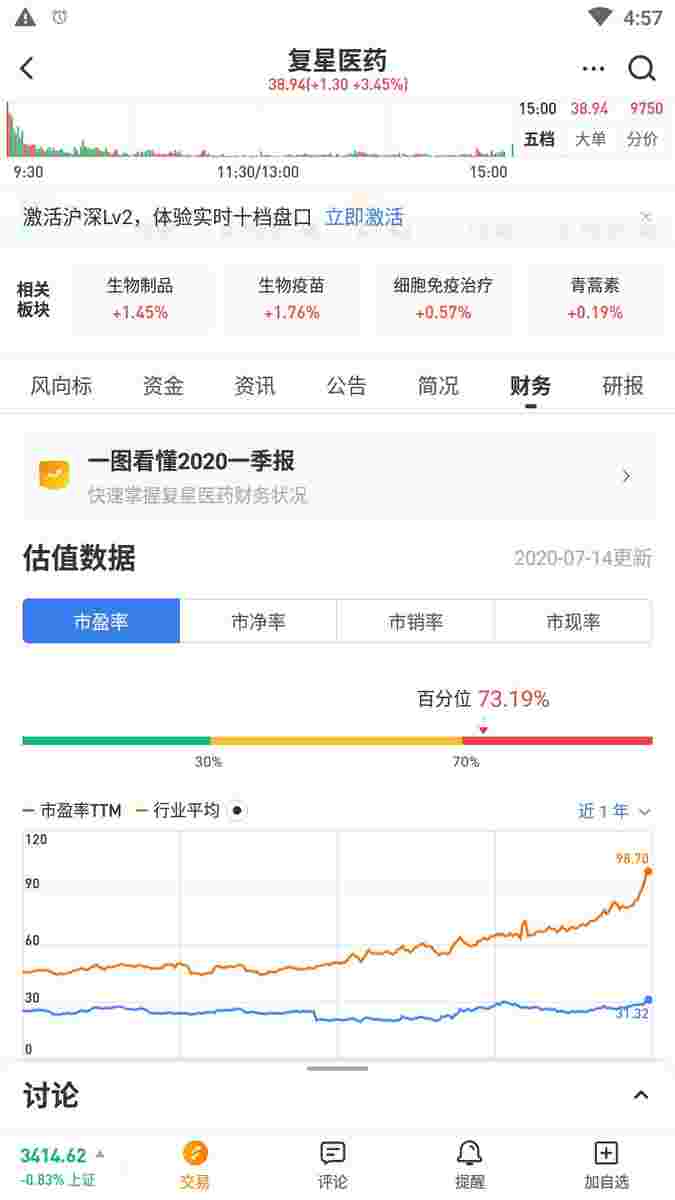 4:57
复星医药
38.94(+1.30 +3.45%)
15:00 38.94 9750
五档 大单 分价
9:30 11:30/13:00 15:00
激活沪深Lv2，体验实时十档盘口 立即激活
相关板块
生物制品 生物疫苗 细胞免疫治疗 青蒿素
+1.45% +1.76% +0.57% +0.19%
风向标 资金 资讯 公告 简况 财务 研报
一图看懂2020一季报
快速掌握复星医药财务状况
估值数据 2020-07-14更新
市盈率 市净率 市销率 市现率
百分位 73.19%
30% 70%
市盈率TTM 行业平均 近1年
120
98.70
90
60
30
31.32
0
讨论
3414.62
-0.83% 上证
交易 评论 提醒 加自选